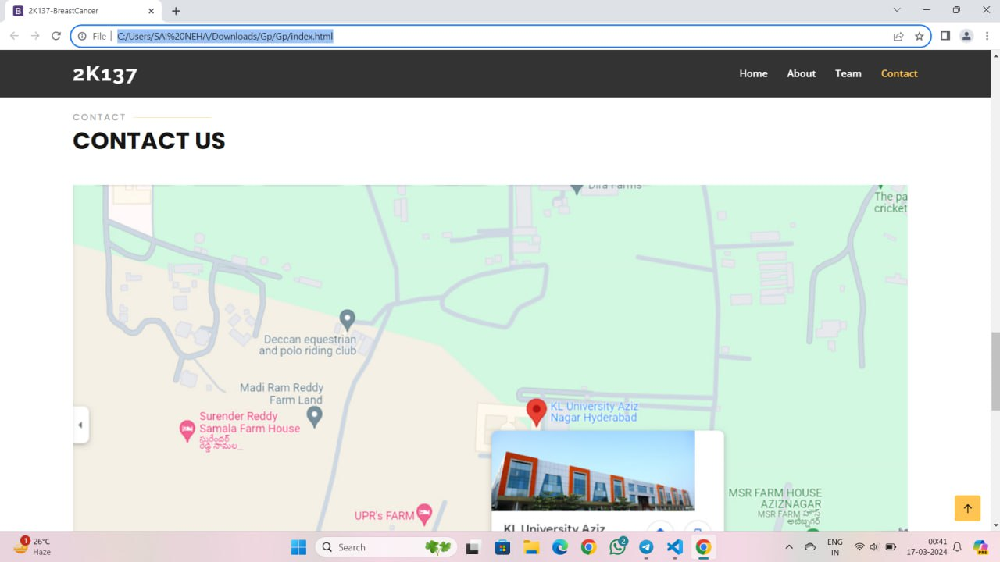 2K137-BreastCancer
File
C:/Users/SAI%20NEHA/Downloads/Gp/Gp/index.html
2K137
Home
About
Team
Contact
CONTACT
CONTACT US
Dira Farms
The pa
cricket
Deccan equestrian
and polo riding club
Madi Ram Reddy
Farm Land
Surender Reddy
Samala Farm House
సురేందర్
రెడ్డి సామల...
KL University Aziz
Nagar Hyderabad
KL University Aziz
UPR's FARM
MSR FARM HOUSE
AZIZNAGAR
MSR FARM హౌస్
అజీజ్నగర్
1
26°C
Haze
Search
2
ENG
IN
00:41
17-03-2024
PRE